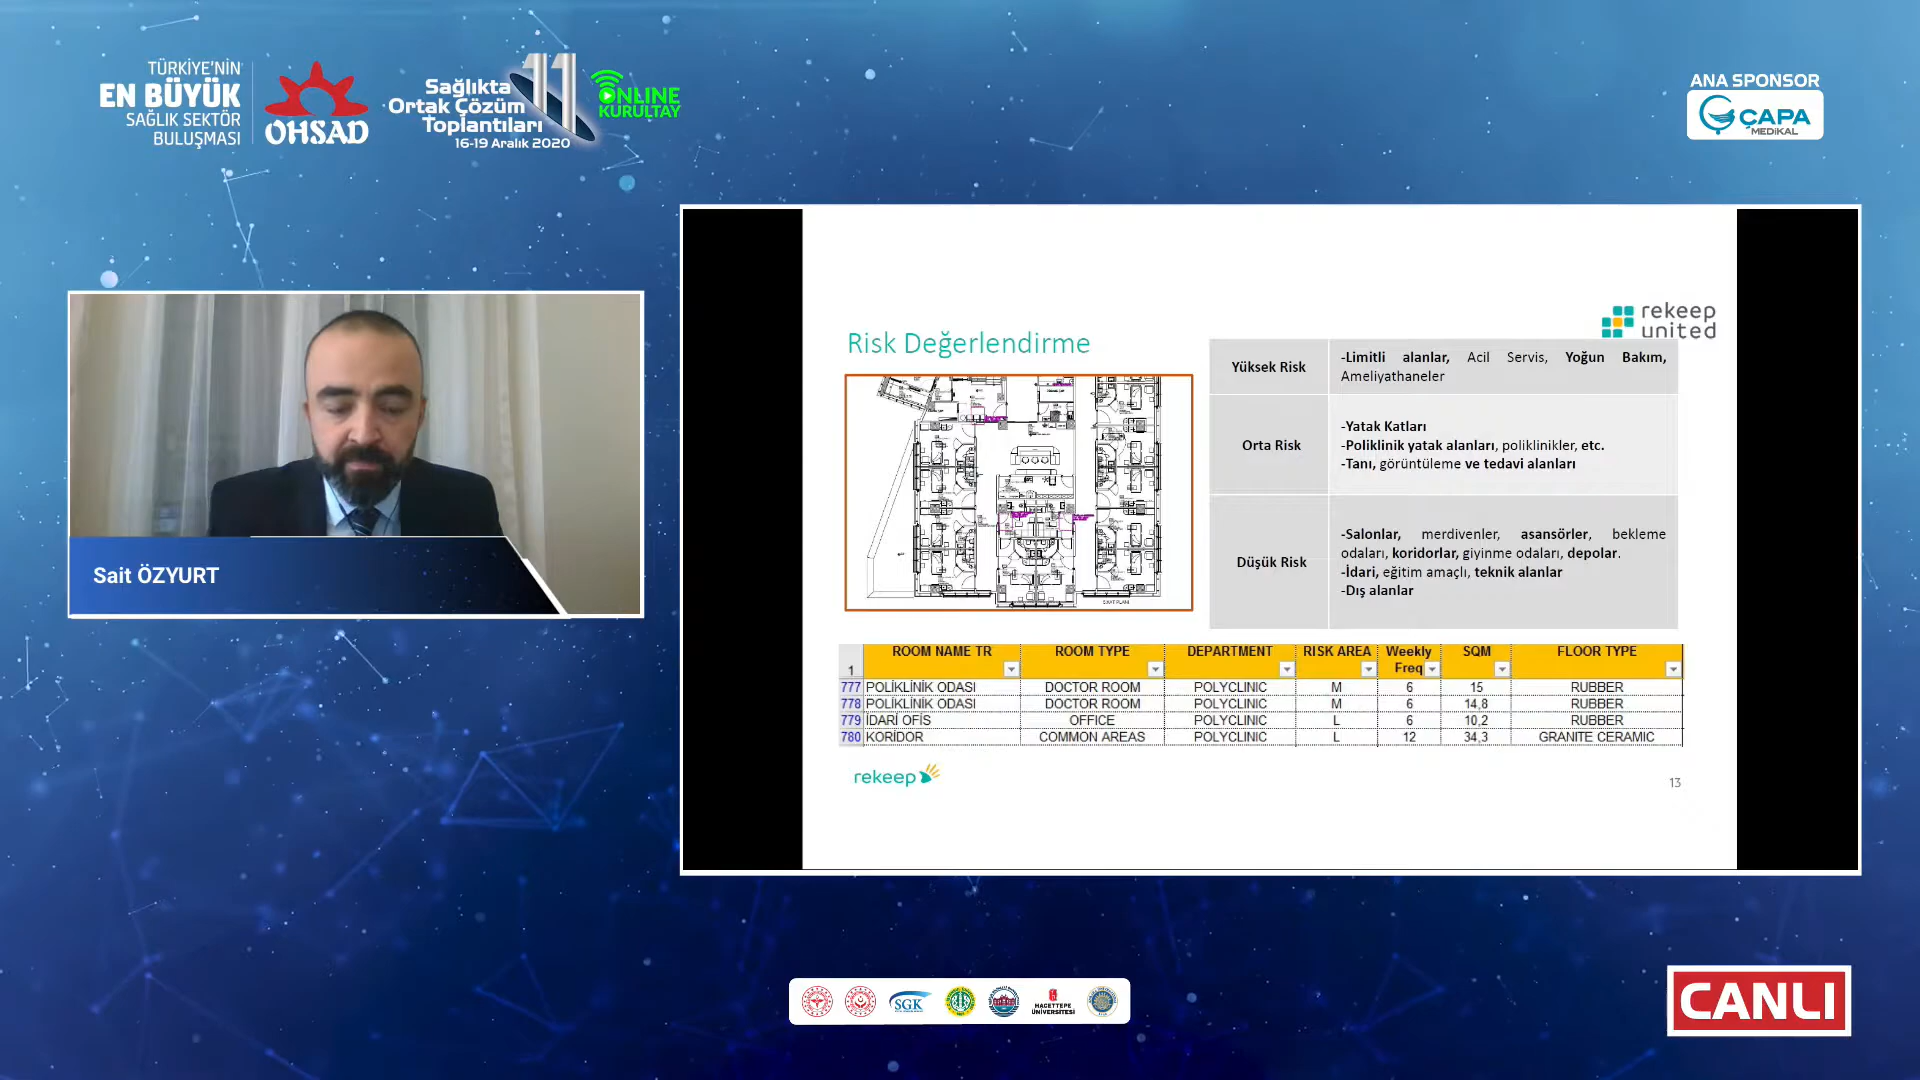 TÜRKİYE'NİN
EN BÜYÜK
SAĞLIK SEKTÖR
BULUŞMASI
OHSAD
Sağlıkta
Ortak Çözüm
Toplantıları
11
16-19 Aralık 2020
ONLINE
KURULTAY
ANA SPONSOR
ÇAPA
MEDİKAL
Sait ÖZYURT
rekeep
united
Risk Değerlendirme
Yüksek Risk
-Limitli alanlar, Acil Servis, Yoğun Bakım,
Ameliyathaneler
Orta Risk
-Yatak Katları
-Poliklinik yatak alanları, poliklinikler, etc.
-Tanı, görüntüleme ve tedavi alanları
Düşük Risk
-Salonlar, merdivenler, asansörler, bekleme
odaları, koridorlar, giyinme odaları, depolar.
-İdari, eğitim amaçlı, teknik alanlar
-Dış alanlar
1 ROOM NAME TR ROOM TYPE DEPARTMENT RISK AREA Weekly Freq SQM FLOOR TYPE
777 POLİKLİNİK ODASI DOCTOR ROOM POLYCLINIC M 6 15 RUBBER
778 POLİKLİNİK ODASI DOCTOR ROOM POLYCLINIC M 6 14,8 RUBBER
779 İDARİ OFİS OFFICE POLYCLINIC L 6 10,2 RUBBER
780 KORİDOR COMMON AREAS POLYCLINIC L 12 34,3 GRANITE CERAMIC
rekeep
13
SGK
HACETTEPE
ÜNİVERSİTESİ
CANLI